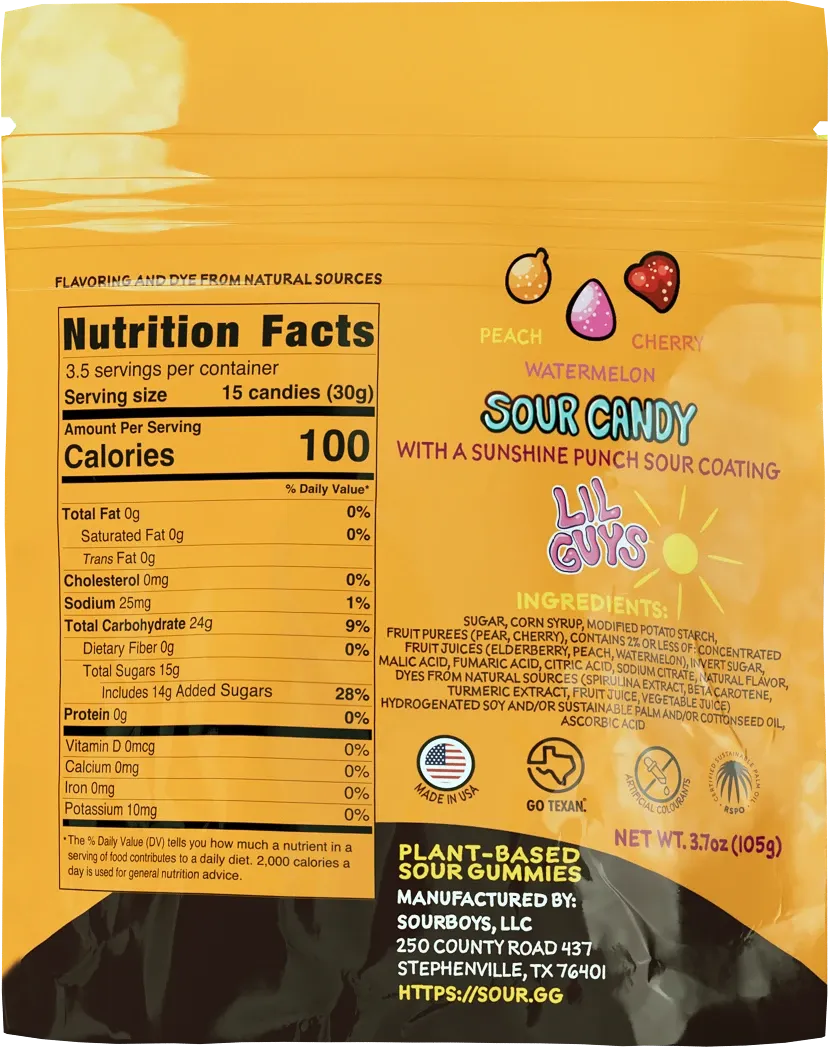 FLAVORING AND DYE FROM NATURAL SOURCES
Nutrition Facts
3.5 servings per container
Serving size 15 candies (30g)
Amount Per Serving
Calories 100
% Daily Value*
Total Fat 0g 0%
Saturated Fat 0g 0%
Trans Fat 0g
Cholesterol 0mg 0%
Sodium 25mg 1%
Total Carbohydrate 24g 9%
Dietary Fiber 0g 0%
Total Sugars 15g
Includes 14g Added Sugars 28%
Protein 0g 0%
Vitamin D 0mcg 0%
Calcium 0mg 0%
Iron 0mg 0%
Potassium 10mg 0%
*The % Daily Value (DV) tells you how much a nutrient in a
serving of food contributes to a daily diet. 2,000 calories a
day is used for general nutrition advice.
PEACH
CHERRY
WATERMELON
SOUR CANDY
WITH A SUNSHINE PUNCH SOUR COATING
LIL
GUYS
INGREDIENTS:
SUGAR, CORN SYRUP, MODIFIED POTATO STARCH,
FRUIT PUREES (PEAR, CHERRY), CONTAINS 2% OR LESS OF: CONCENTRATED
FRUIT JUICES (ELDERBERRY, PEACH, WATERMELON), INVERT SUGAR,
MALIC ACID, FUMARIC ACID, CITRIC ACID, SODIUM CITRATE, NATURAL FLAVOR,
DYES FROM NATURAL SOURCES (SPIRULINA EXTRACT, BETA CAROTENE,
TURMERIC EXTRACT, FRUIT JUICE, VEGETABLE JUICE)
HYDROGENATED SOY AND/OR SUSTAINABLE PALM AND/OR COTTONSEED OIL,
ASCORBIC ACID
MADE IN USA
GO TEXAN.
ARTIFICIAL COLOURANTS
CERTIFIED SUSTAINABLE PALM OIL
RSPO
NET WT. 3.7oz (105g)
PLANT-BASED
SOUR GUMMIES
MANUFACTURED BY:
SOURBOYS, LLC
250 COUNTY ROAD 437
STEPHENVILLE, TX 76401
HTTPS://SOUR.GG